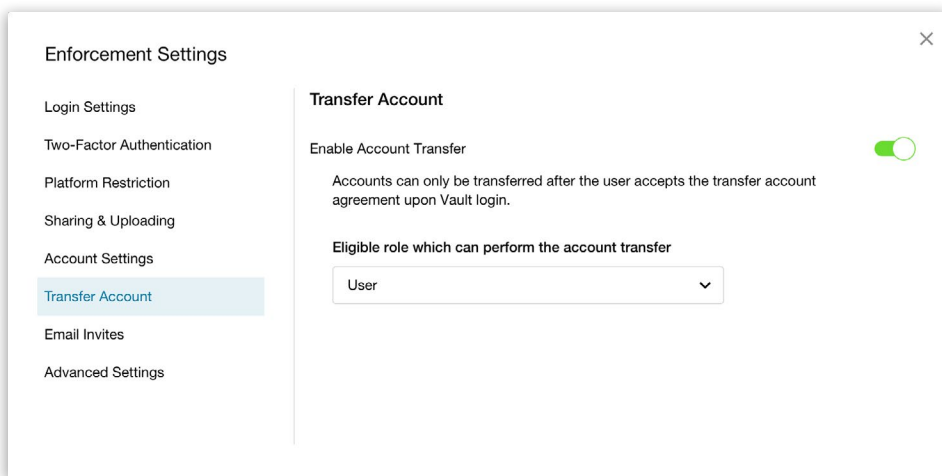 Enforcement Settings
Login Settings
Two-Factor Authentication
Platform Restriction
Sharing & Uploading
Account Settings
Transfer Account
Email Invites
Advanced Settings
Transfer Account
Enable Account Transfer
Accounts can only be transferred after the user accepts the transfer account
agreement upon Vault login.
Eligible role which can perform the account transfer
User